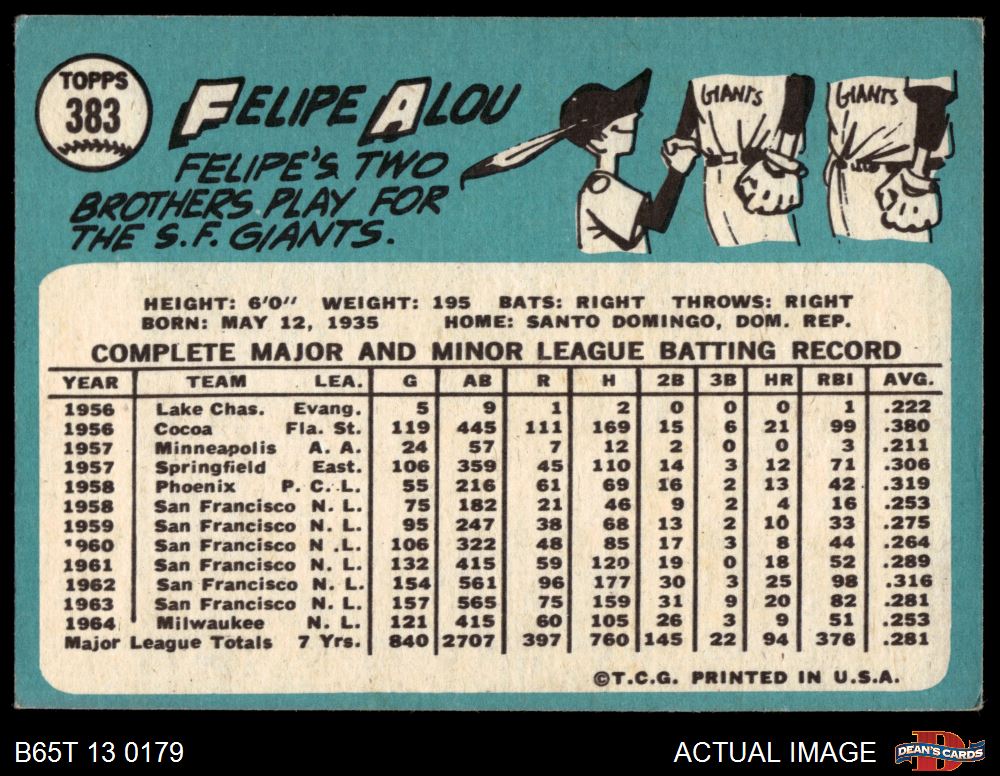 TOPPS
383
FELIPE ALOU
FELIPE'S TWO
BROTHERS PLAY FOR
THE S.F. GIANTS.
GIANTS
GIANTS
HEIGHT: 6'0" WEIGHT: 195 BATS: RIGHT THROWS: RIGHT
BORN: MAY 12, 1935 HOME: SANTO DOMINGO, DOM. REP.
COMPLETE MAJOR AND MINOR LEAGUE BATTING RECORD
YEAR TEAM LEA. G AB R H 2B 3B HR RBI AVG.
1956 Lake Chas. Evang. 5 9 1 2 0 0 0 1 .222
1956 Cocoa Fla. St. 119 445 111 169 15 6 21 99 .380
1957 Minneapolis A. A. 24 57 7 12 2 0 0 3 .211
1957 Springfield East. 106 359 45 110 14 3 12 71 .306
1958 Phoenix P. C. L. 55 216 61 69 16 2 13 42 .319
1958 San Francisco N. L. 75 182 21 46 9 2 4 16 .253
1959 San Francisco N. L. 95 247 38 68 13 2 10 33 .275
1960 San Francisco N .L. 106 322 48 85 17 3 8 44 .264
1961 San Francisco N. L. 132 415 59 120 19 0 18 52 .289
1962 San Francisco N. L. 154 561 96 177 30 3 25 98 .316
1963 San Francisco N. L. 157 565 75 159 31 9 20 82 .281
1964 Milwaukee N. L. 121 415 60 105 26 3 9 51 .253
Major League Totals 7 Yrs. 840 2707 397 760 145 22 94 376 .281
©T.C.G. PRINTED IN U.S.A.
B65T 13 0179 ACTUAL IMAGE DEAN'S CARDS